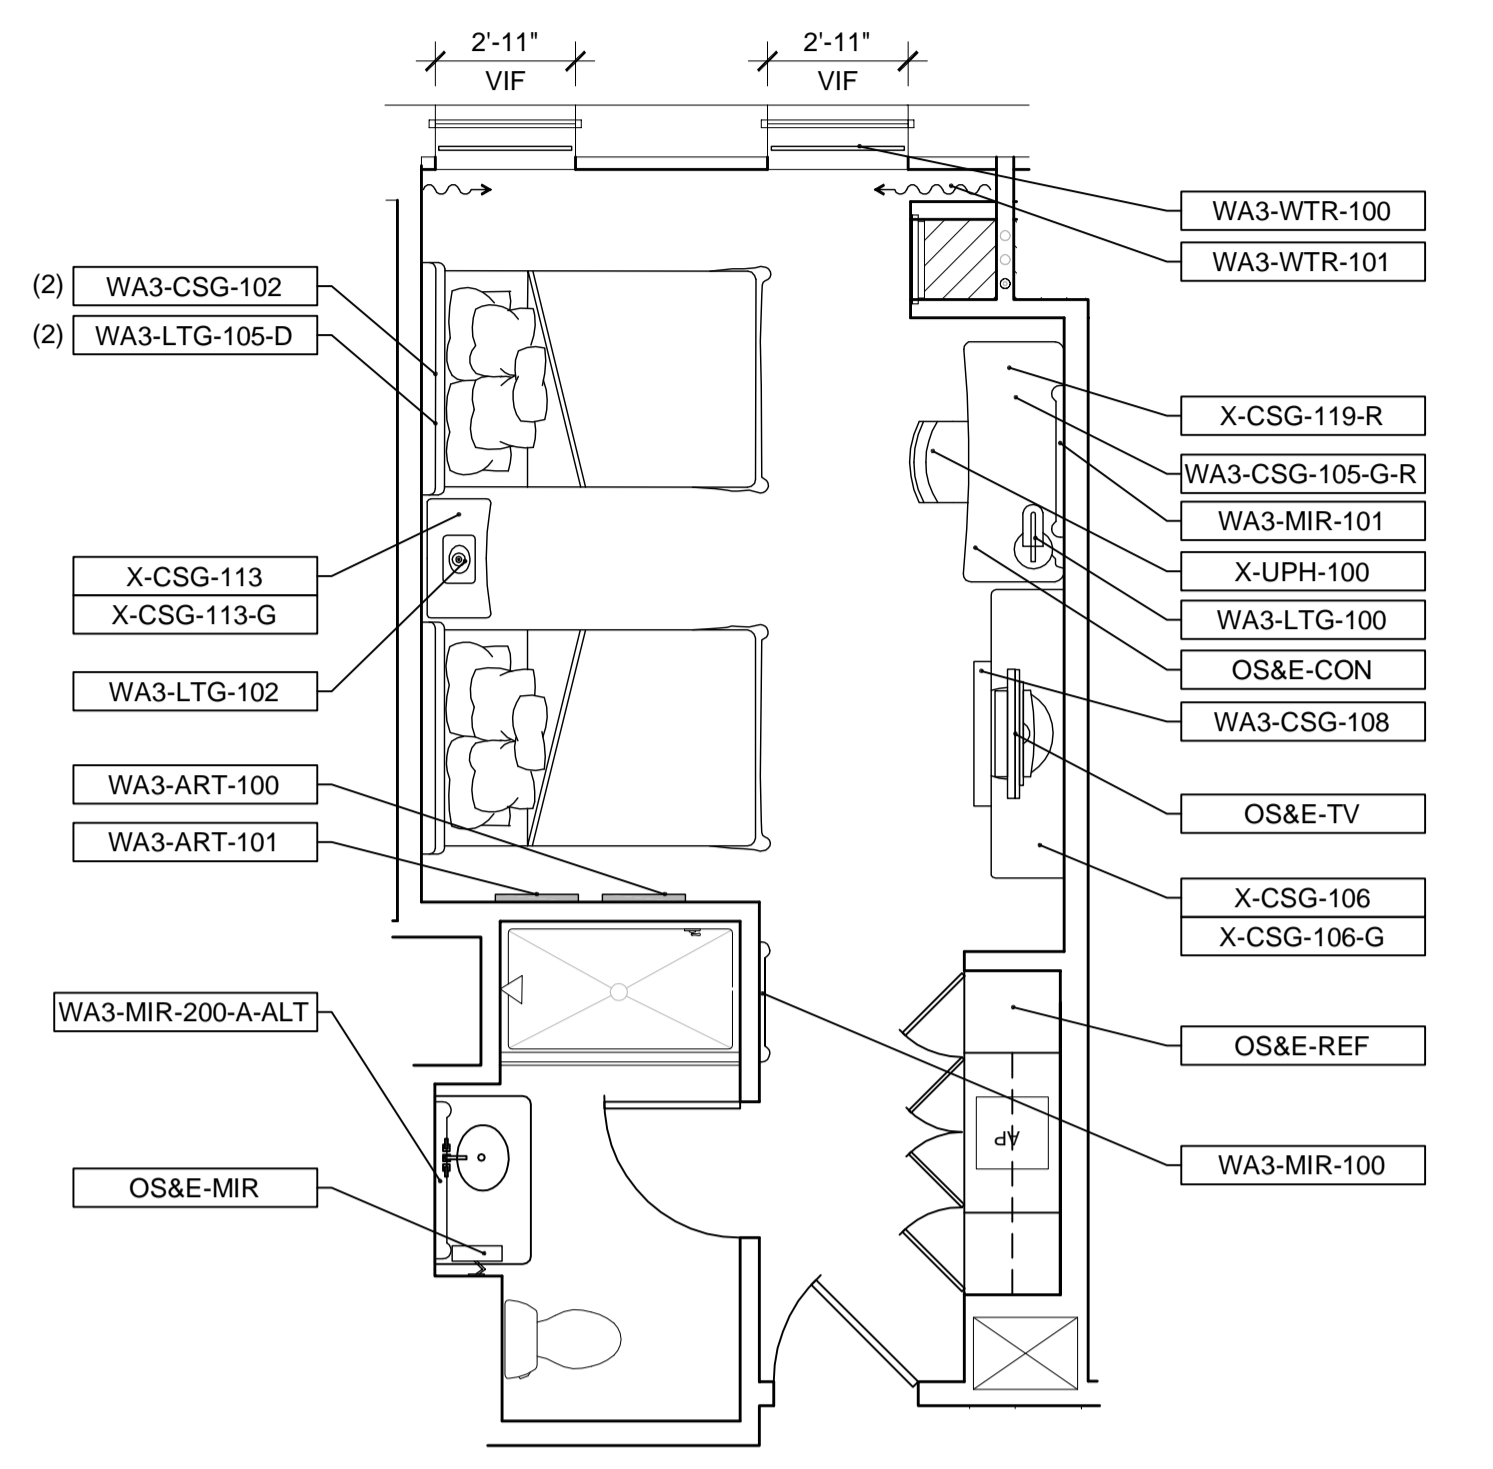 2'-11"
VIF
2'-11"
VIF
WA3-WTR-100
WA3-WTR-101
(2) WA3-CSG-102
(2) WA3-LTG-105-D
X-CSG-119-R
WA3-CSG-105-G-R
WA3-MIR-101
X-UPH-100
WA3-LTG-100
OS&E-CON
WA3-CSG-108
OS&E-TV
X-CSG-106
X-CSG-106-G
X-CSG-113
X-CSG-113-G
WA3-LTG-102
WA3-ART-100
WA3-ART-101
WA3-MIR-200-A-ALT
OS&E-MIR
OS&E-REF
AP
WA3-MIR-100